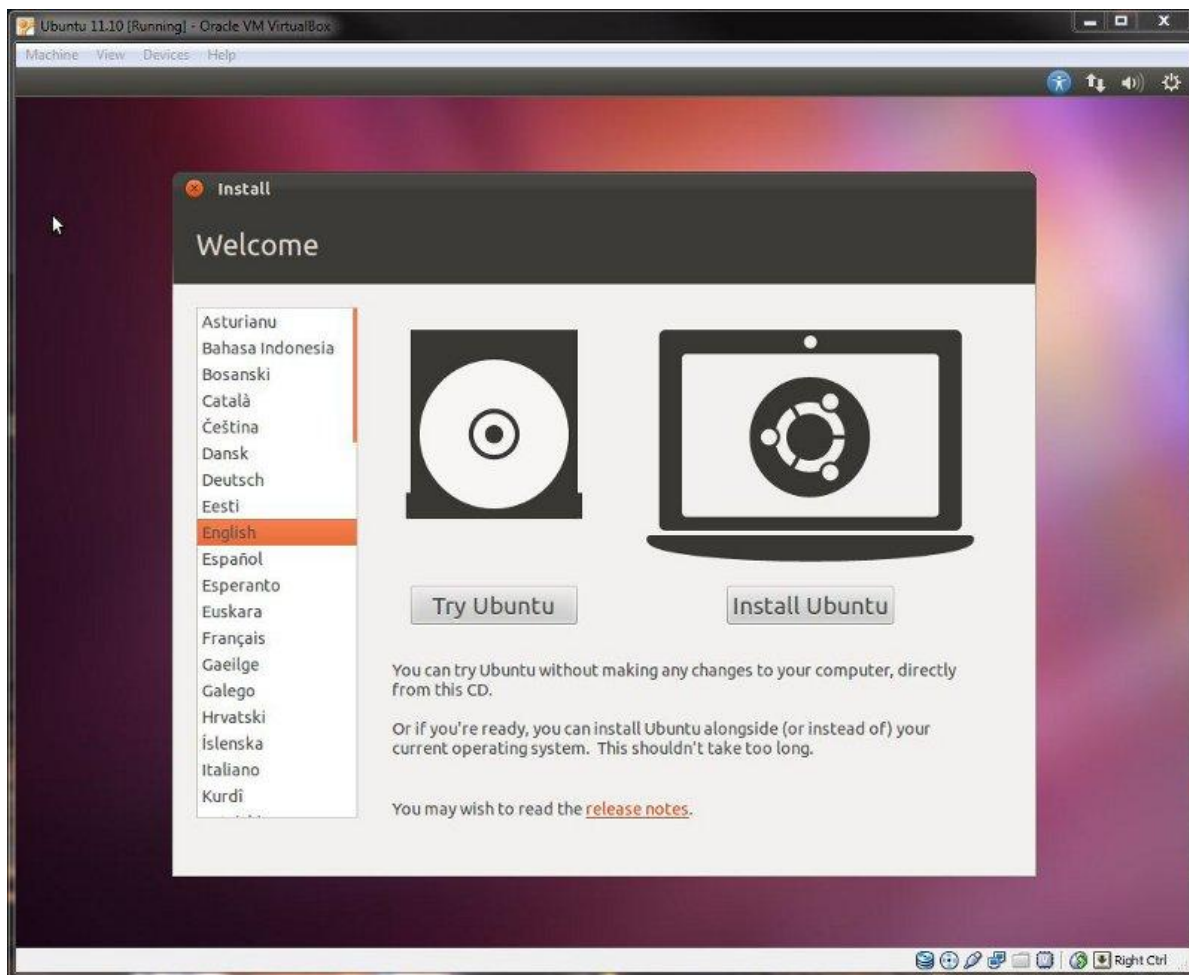 Ubuntu 11.10 [Running] - Oracle VM VirtualBox
Machine View Devices Help
Install
Welcome
Asturianu
Bahasa Indonesia
Bosanski
Català
Čeština
Dansk
Deutsch
Eesti
English
Español
Esperanto
Euskara
Français
Gaeilge
Galego
Hrvatski
Íslenska
Italiano
Kurdî
Try Ubuntu
Install Ubuntu
You can try Ubuntu without making any changes to your computer, directly
from this CD.
Or if you're ready, you can install Ubuntu alongside (or instead of) your
current operating system. This shouldn't take too long.
You may wish to read the release notes.
Right Ctrl